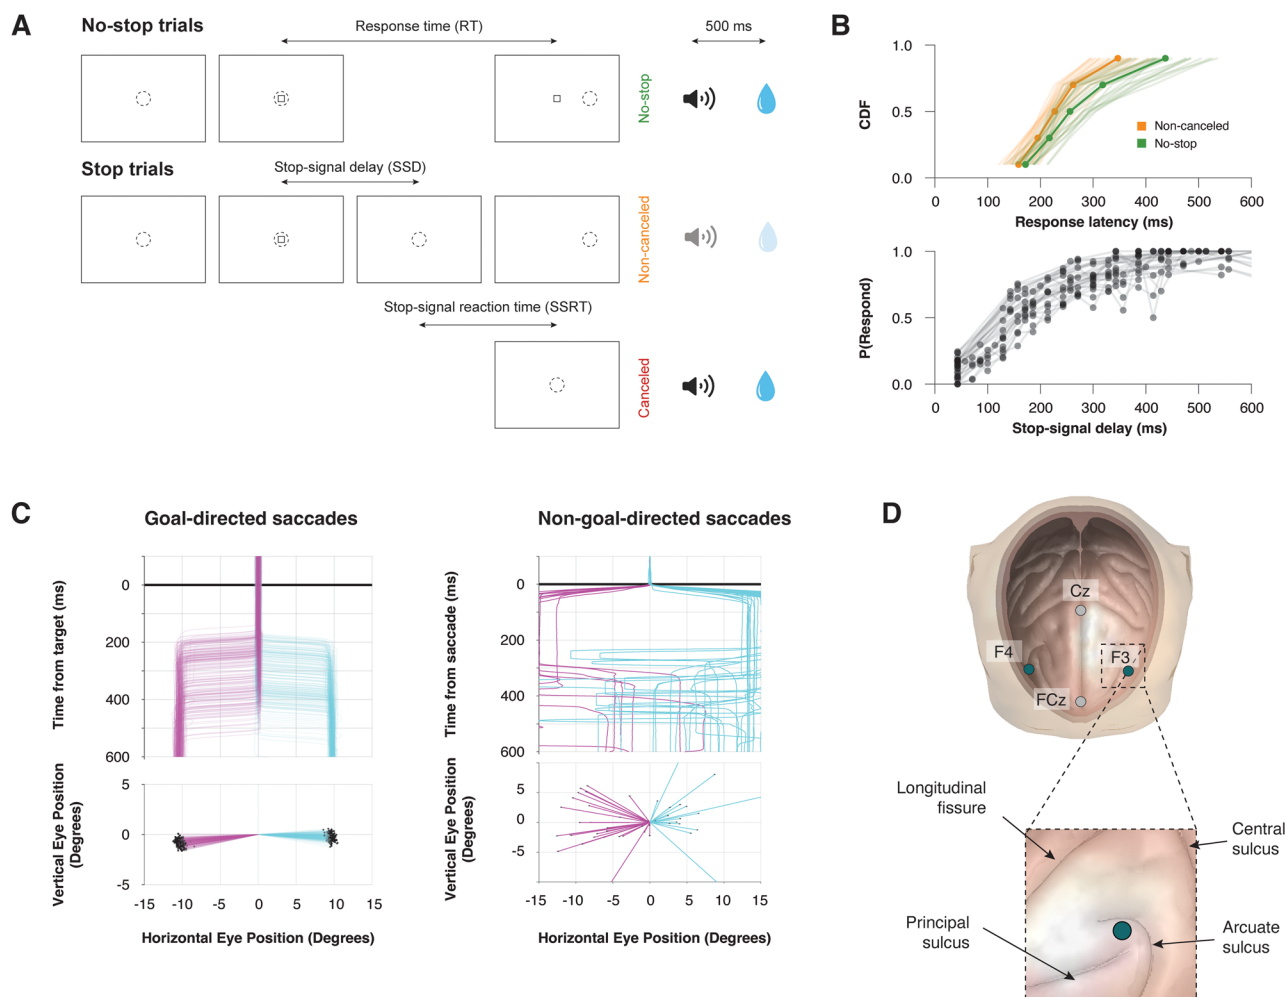 A
No-stop trials
Response time (RT)
500 ms
No-stop
Stop trials
Stop-signal delay (SSD)
Non-canceled
Stop-signal reaction time (SSRT)
Canceled
B
1.0
0.5
0.0
CDF
Non-canceled
No-stop
0 100 200 300 400 500 600
Response latency (ms)
1.0
0.5
0.0
P(Respond)
0 100 200 300 400 500 600
Stop-signal delay (ms)
C
Goal-directed saccades
0
200
400
600
Time from target (ms)
5
0
-5
Vertical Eye Position
(Degrees)
-15 -10 -5 0 5 10 15
Horizontal Eye Position (Degrees)
Non-goal-directed saccades
0
200
400
600
Time from saccade (ms)
5
0
-5
Vertical Eye Position
(Degrees)
-15 -10 -5 0 5 10 15
Horizontal Eye Position (Degrees)
D
Cz
F4
F3
FCz
Longitudinal
fissure
Central
sulcus
Principal
sulcus
Arcuate
sulcus